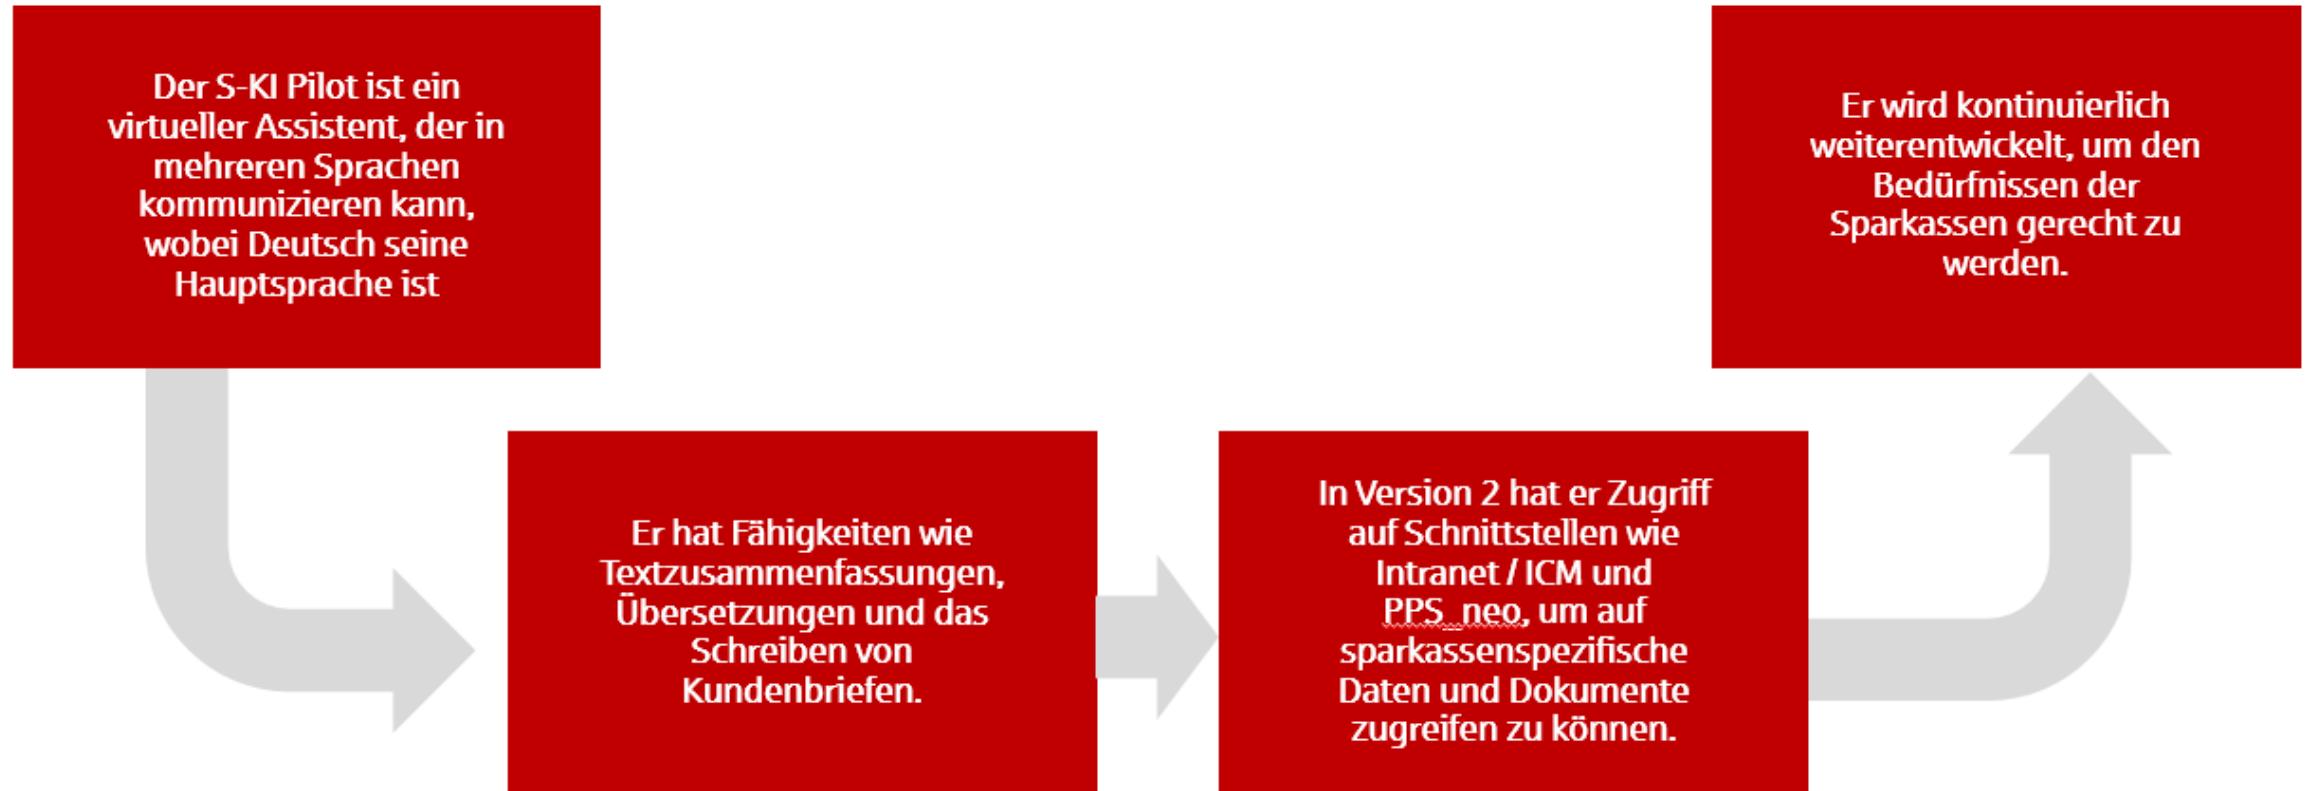 Der S-KI Pilot ist ein
virtueller Assistent, der in
mehreren Sprachen
kommunizieren kann,
wobei Deutsch seine
Hauptsprache ist
Er hat Fähigkeiten wie
Textzusammenfassungen,
Übersetzungen und das
Schreiben von
Kundenbriefen.
In Version 2 hat er Zugriff
auf Schnittstellen wie
Intranet / ICM und
PPS_neo, um auf
sparkassenspezifische
Daten und Dokumente
zugreifen zu können.
Er wird kontinuierlich
weiterentwickelt, um den
Bedürfnissen der
Sparkassen gerecht zu
werden.